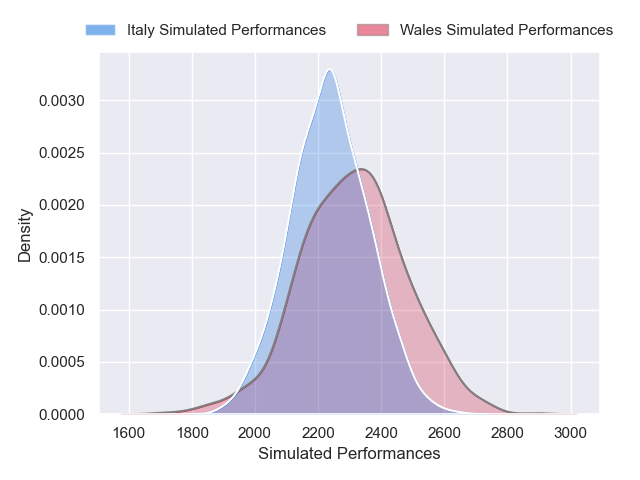 Italy Simulated Performances Wales Simulated Performances
0.0030
0.0025
0.0020
0.0015
0.0010
0.0005
0.0000
Density
1600 1800 2000 2200 2400 2600 2800 3000
Simulated Performances